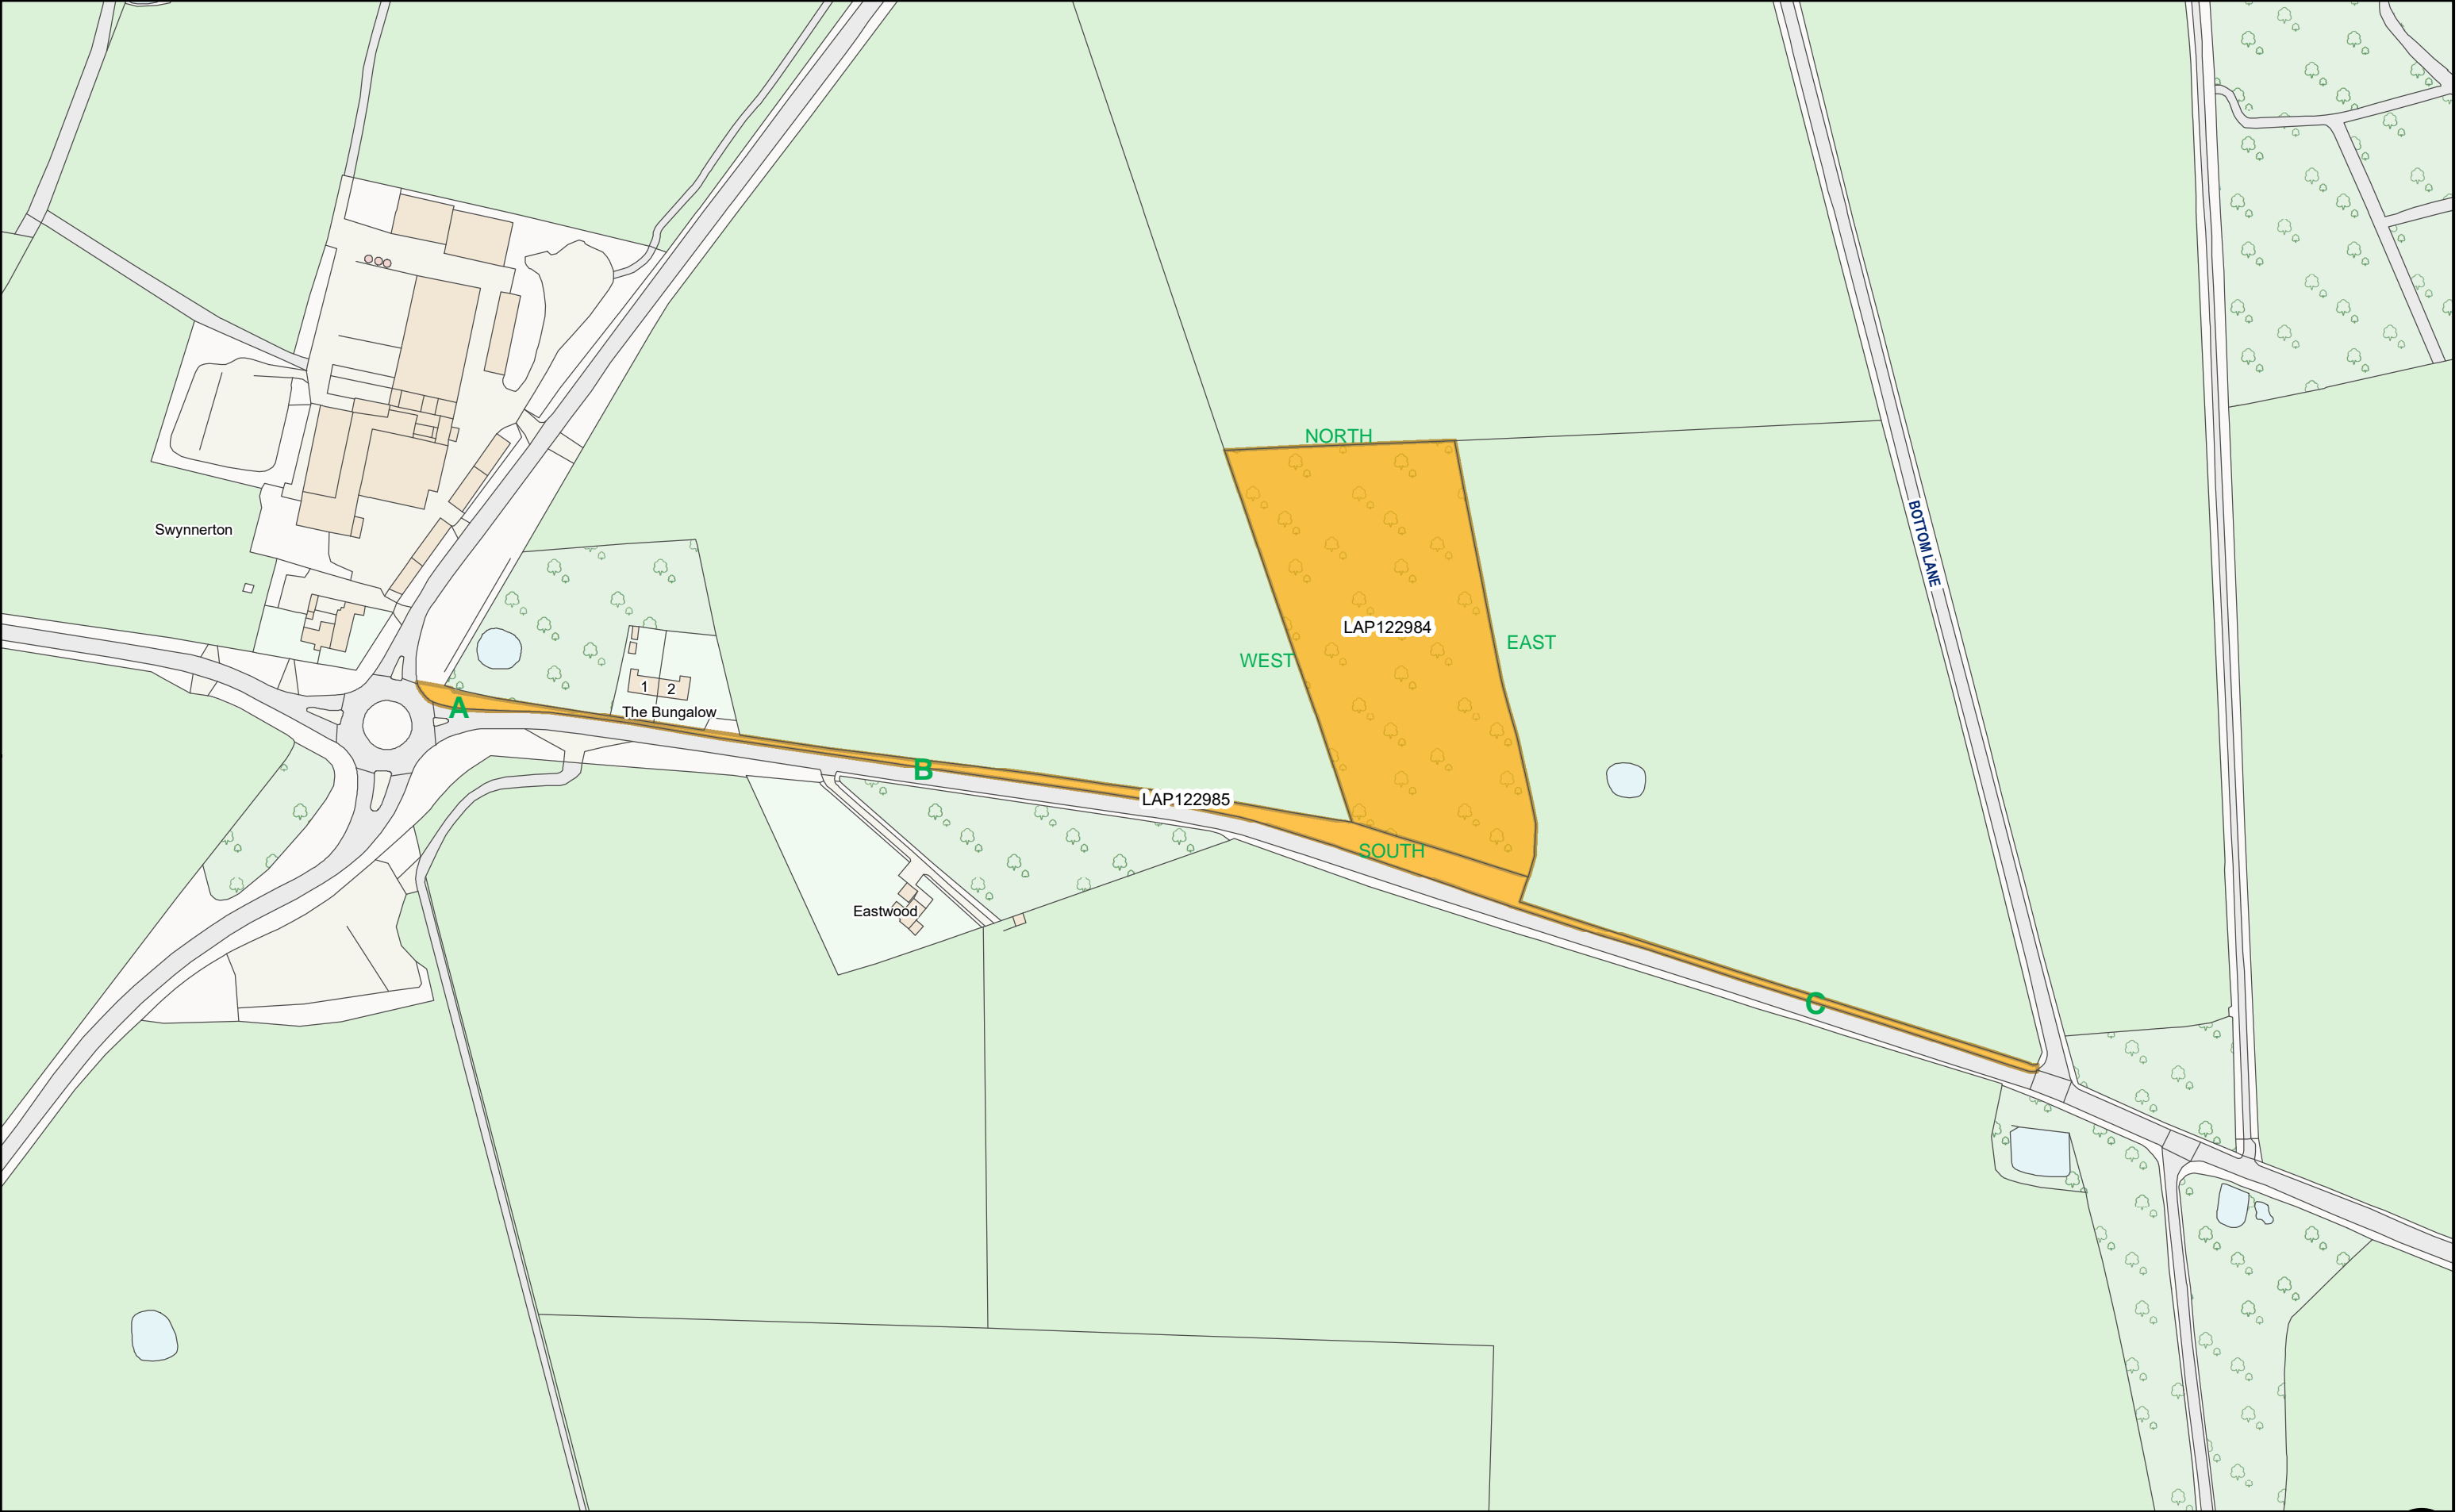 NORTH
BOTTOM LANE
Swynnerton
LAP122984
EAST
WEST
1 2
A
The Bungalow
B
LAP122985
SOUTH
Eastwood
C